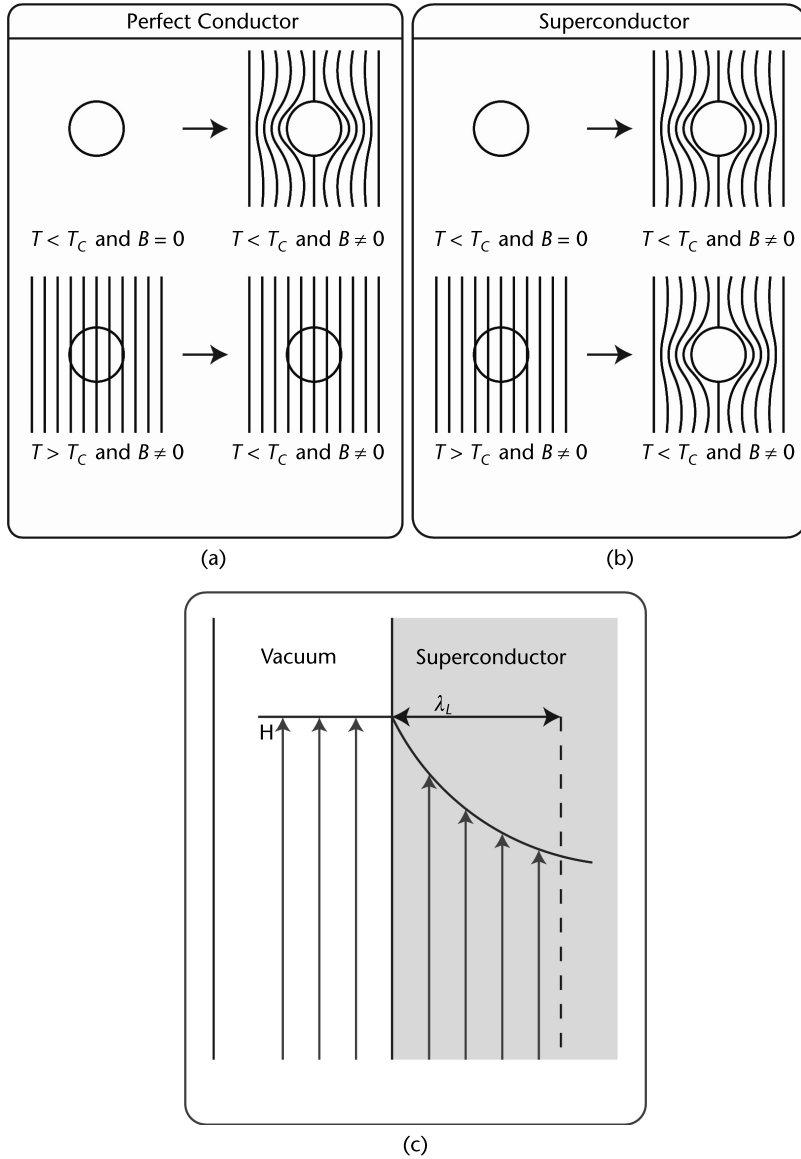 Perfect Conductor
T < T_C and B = 0
T < T_C and B ≠ 0
T > T_C and B ≠ 0
T < T_C and B ≠ 0
(a)
Superconductor
T < T_C and B = 0
T < T_C and B ≠ 0
T > T_C and B ≠ 0
T < T_C and B ≠ 0
(b)
Vacuum
Superconductor
λ_L
H
(c)